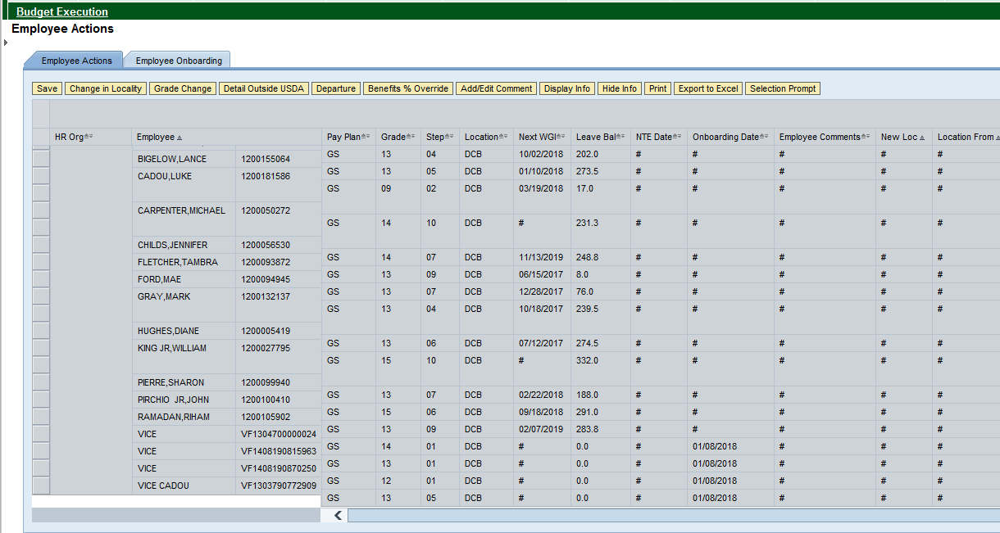 Budget Execution
Employee Actions
Employee Actions Employee Onboarding
Save Change in Locality Grade Change Detail Outside USDA Departure Benefits % Override Add/Edit Comment Display Info Hide Info Print Export to Excel Selection Prompt
HR Org Employee Pay Plan Grade Step Location Next WGI Leave Bal NTE Date Onboarding Date Employee Comments New Loc Location From
BIGELOW,LANCE 1200155064 GS 13 04 DCB 10/02/2018 202.0 # # # # #
CADOU,LUKE 1200181586 GS 13 05 DCB 01/10/2018 273.5 # # # # #
GS 09 02 DCB 03/19/2018 17.0 # # # # #
CARPENTER,MICHAEL 1200050272
GS 14 10 DCB # 231.3 # # # # #
CHILDS,JENNIFER 1200056530
FLETCHER,TAMBRA 1200093872 GS 14 07 DCB 11/13/2019 248.8 # # # # #
FORD,MAE 1200094945 GS 13 09 DCB 06/15/2017 8.0 # # # # #
GRAY,MARK 1200132137 GS 13 07 DCB 12/28/2017 76.0 # # # # #
GS 13 04 DCB 10/18/2017 239.5 # # # # #
HUGHES,DIANE 1200005419
KING JR,WILLIAM 1200027795 GS 13 06 DCB 07/12/2017 274.5 # # # # #
GS 15 10 DCB # 332.0 # # # # #
PIERRE,SHARON 1200099940
PIRCHIO JR,JOHN 1200100410 GS 13 07 DCB 02/22/2018 188.0 # # # # #
RAMADAN,RIHAM 1200105902 GS 15 06 DCB 09/18/2018 291.0 # # # # #
VICE VF1304700000024 GS 13 09 DCB 02/07/2019 283.8 # # # # #
VICE VF1408190815963 GS 14 01 DCB # 0.0 # 01/08/2018 # # #
VICE VF1408190870250 GS 13 01 DCB # 0.0 # 01/08/2018 # # #
VICE CADOU VF1303790772909 GS 12 01 DCB # 0.0 # 01/08/2018 # # #
GS 13 05 DCB # 0.0 # 01/08/2018 # # #